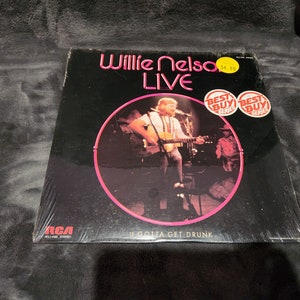 Willie Nelson
LIVE
BEST
BUY!
BEST
BUY!
RCA
I GOTTA GET DRUNK